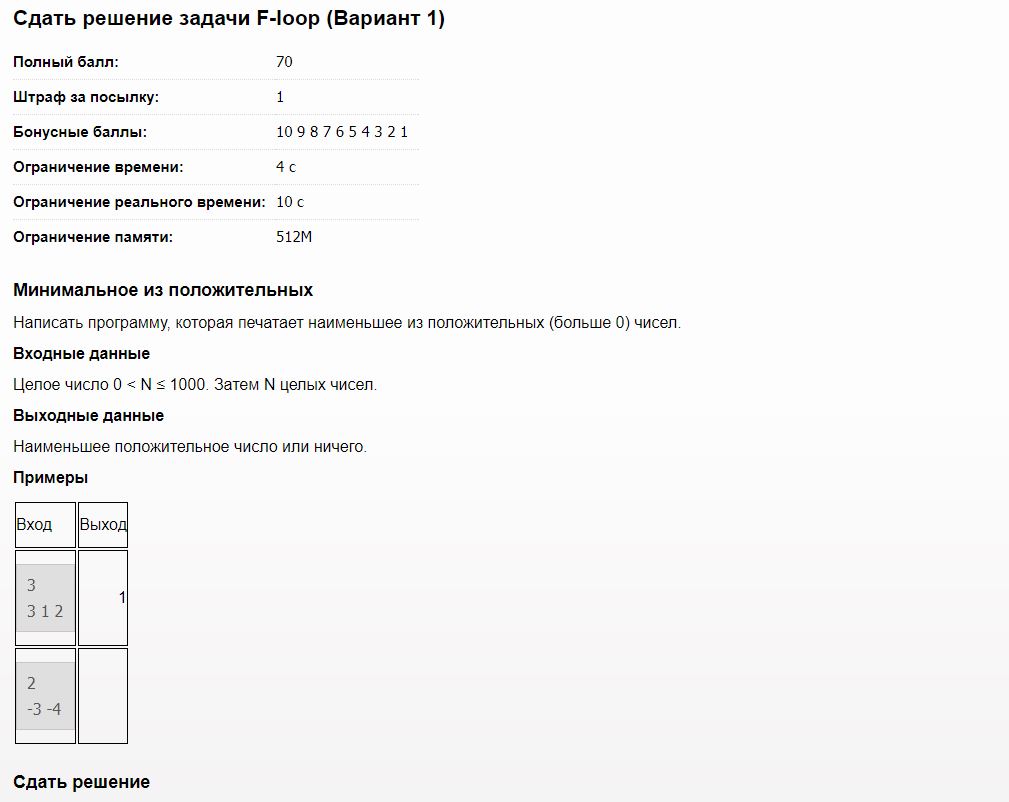 Сдать решение задачи F-loop (Вариант 1)
Полный балл: 70
Штраф за посылку: 1
Бонусные баллы: 10 9 8 7 6 5 4 3 2 1
Ограничение времени: 4 с
Ограничение реального времени: 10 с
Ограничение памяти: 512M
Минимальное из положительных
Написать программу, которая печатает наименьшее из положительных (больше 0) чисел.
Входные данные
Целое число 0 < N ≤ 1000. Затем N целых чисел.
Выходные данные
Наименьшее положительное число или ничего.
Примеры
Вход Выход
3
3 1 2
1
2
-3 -4
Сдать решение